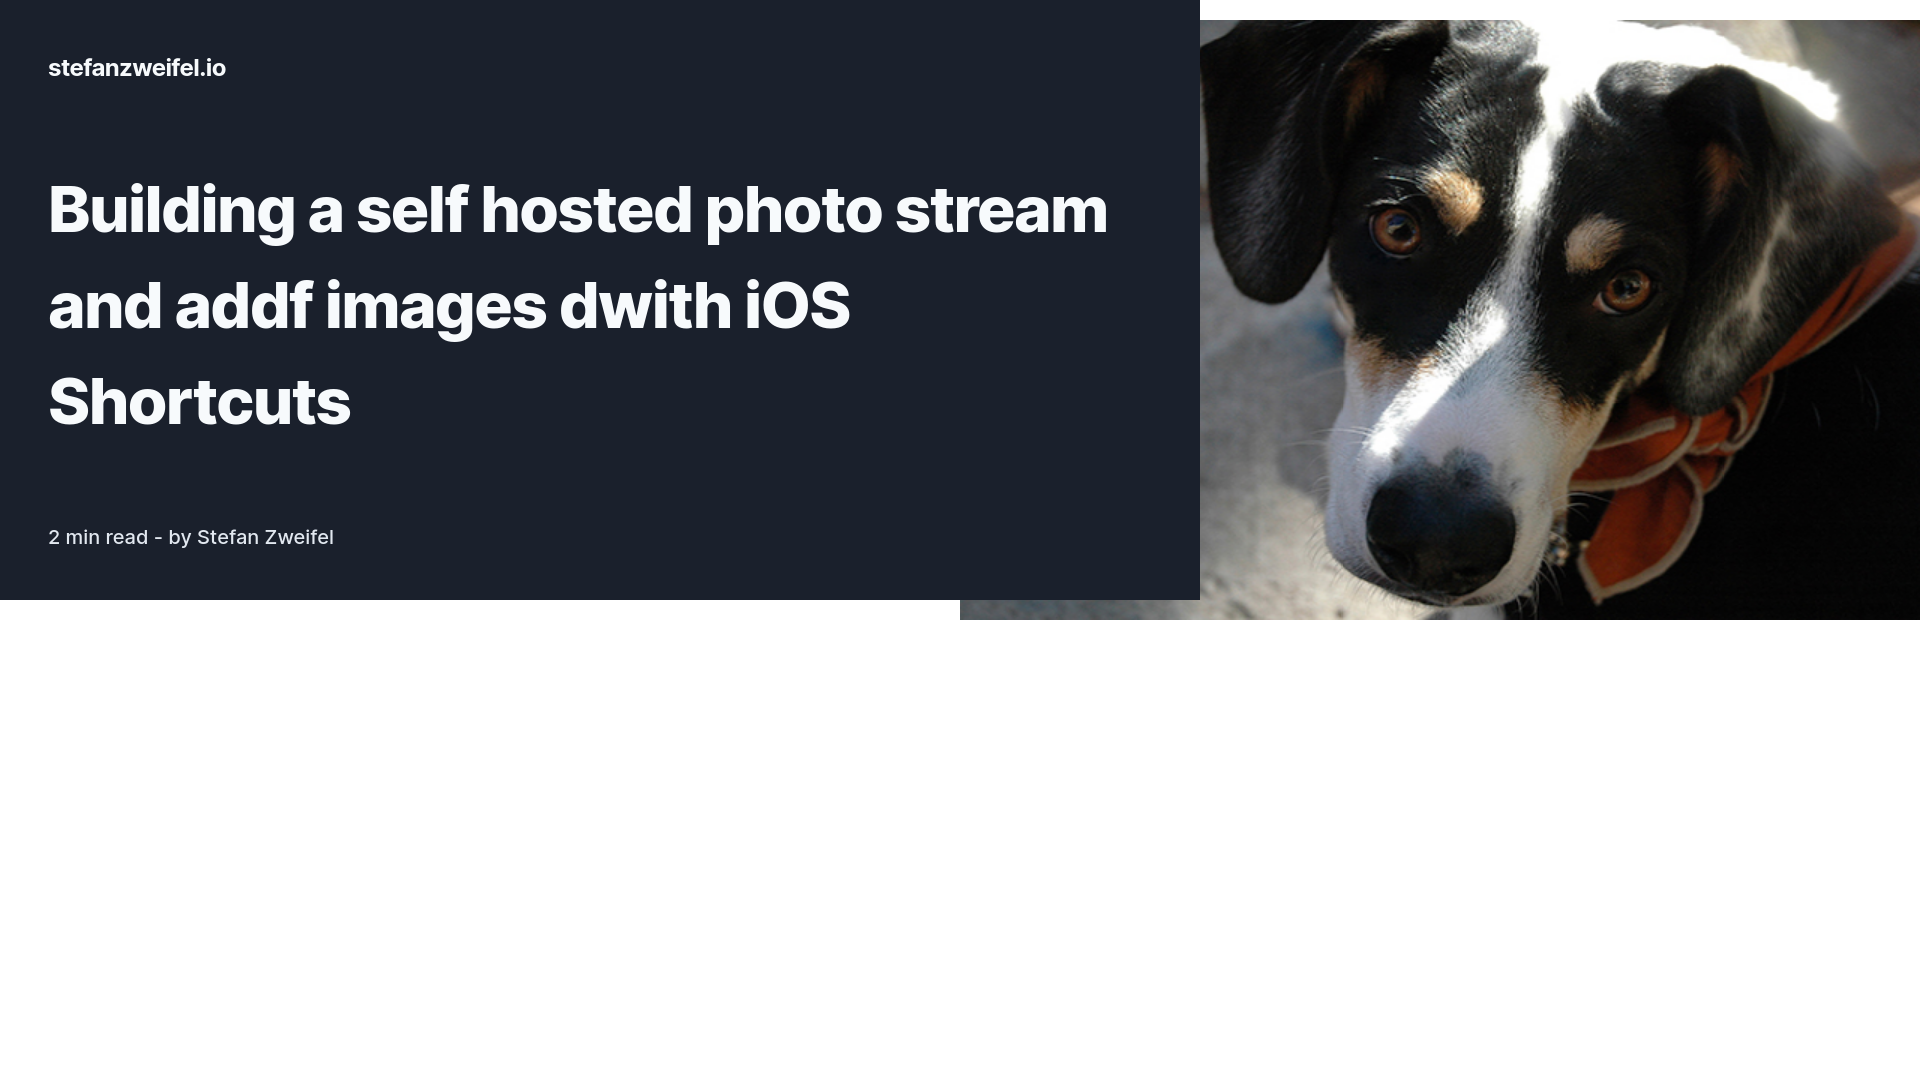 stefanzweifel.io
Building a self hosted photo stream
and addf images dwith iOS
Shortcuts
2 min read - by Stefan Zweifel